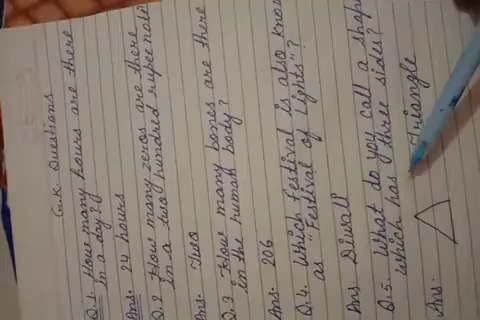 G.K. Questions
Q.1. How many hours are there
in a day?
Ans. 24 hours
Q.2 How many zeros are there
in a two hundred rupee note?
Ans. Two
Q.3 How many bones are there
in the human body?
Ans. 206
Q.4. Which festival is also know
as "Festival of Lights"?
Ans Diwali
Q.5. What do you call a shape
which has three sides?
Ans. Triangle